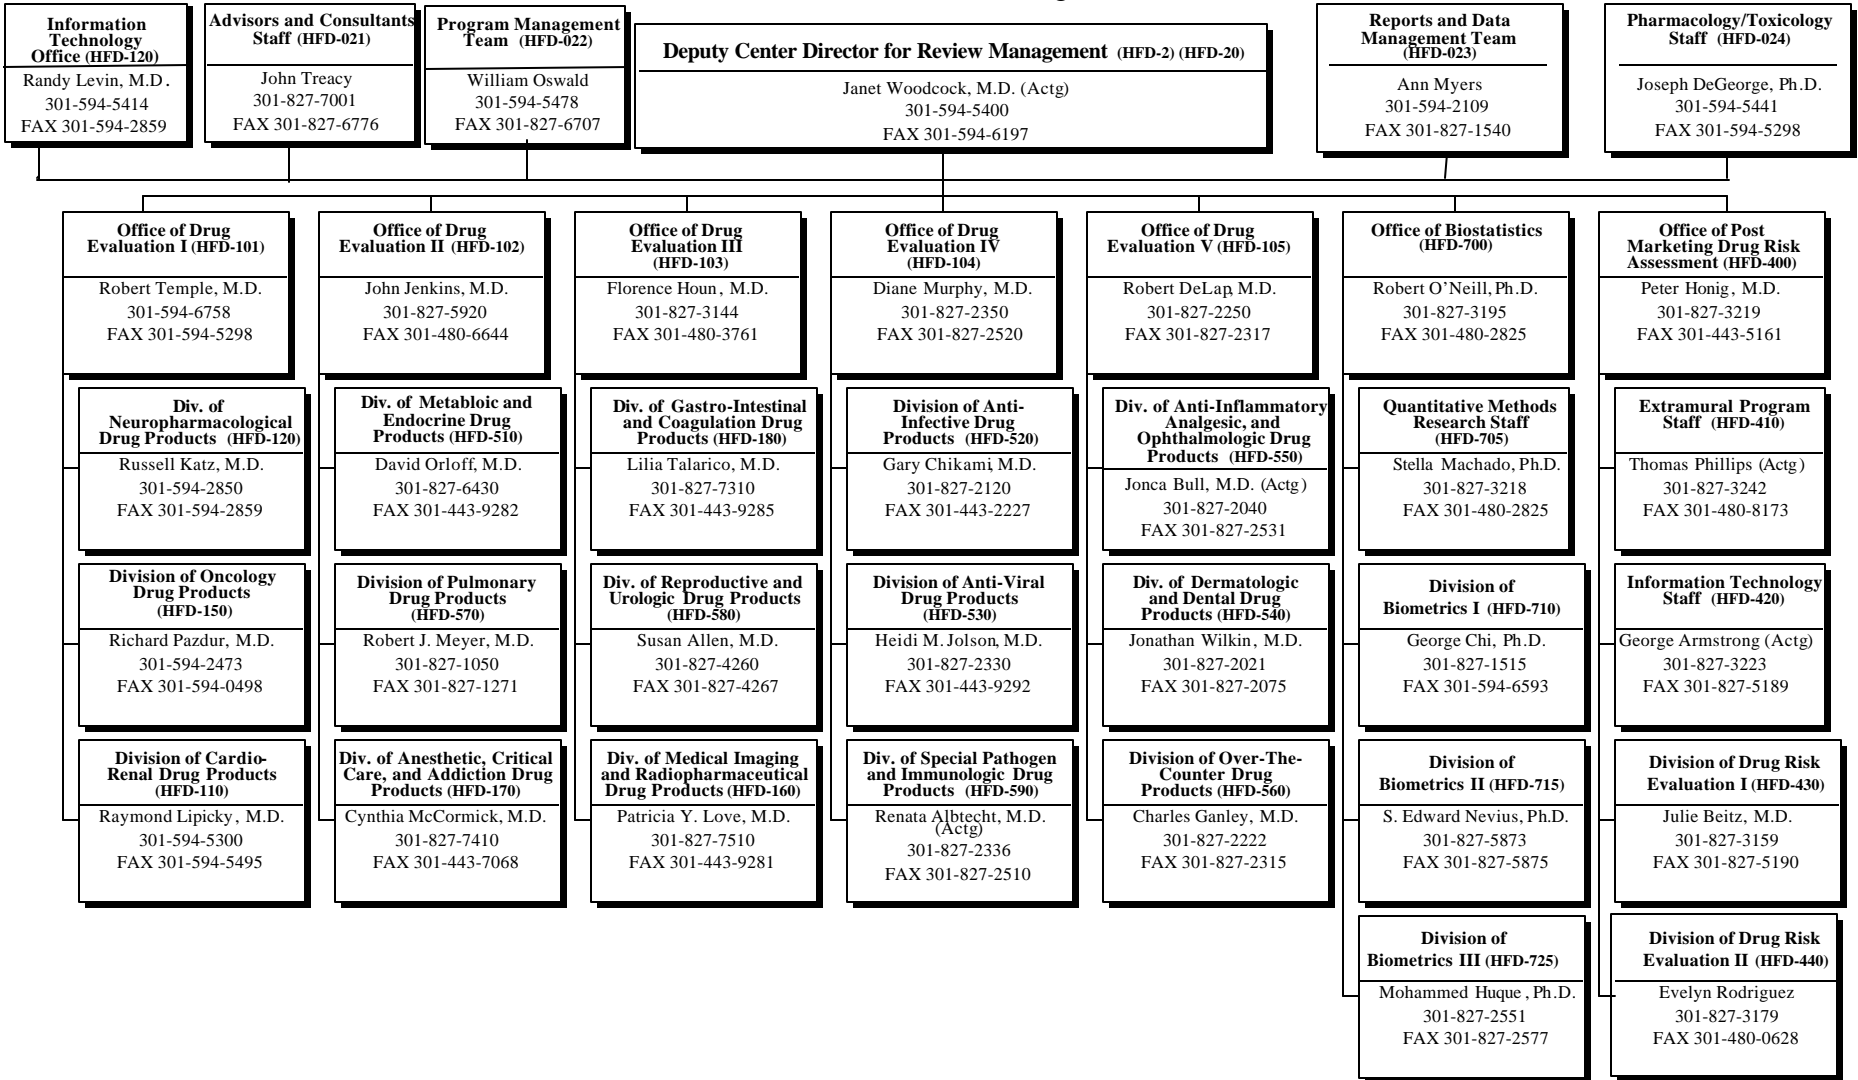 Information
Technology
Office (HFD-120)
Randy Levin, M.D.
301-594-5414
FAX 301-594-2859
Advisors and Consultants
Staff (HFD-021)
John Treacy
301-827-7001
FAX 301-827-6776
Program Management
Team (HFD-022)
William Oswald
301-594-5478
FAX 301-827-6707
Deputy Center Director for Review Management (HFD-2) (HFD-20)
Janet Woodcock, M.D. (Actg)
301-594-5400
FAX 301-594-6197
Reports and Data
Management Team
(HFD-023)
Ann Myers
301-594-2109
FAX 301-827-1540
Pharmacology/Toxicology
Staff (HFD-024)
Joseph DeGeorge, Ph.D.
301-594-5441
FAX 301-594-5298
Office of Drug
Evaluation I (HFD-101)
Robert Temple, M.D.
301-594-6758
FAX 301-594-5298
Office of Drug
Evaluation II (HFD-102)
John Jenkins, M.D.
301-827-5920
FAX 301-480-6644
Office of Drug
Evaluation III
(HFD-103)
Florence Houn, M.D.
301-827-3144
FAX 301-480-3761
Office of Drug
Evaluation IV
(HFD-104)
Diane Murphy, M.D.
301-827-2350
FAX 301-827-2520
Office of Drug
Evaluation V (HFD-105)
Robert DeLap, M.D.
301-827-2250
FAX 301-827-2317
Office of Biostatistics
(HFD-700)
Robert O'Neill, Ph.D.
301-827-3195
FAX 301-480-2825
Office of Post
Marketing Drug Risk
Assessment (HFD-400)
Peter Honig, M.D.
301-827-3219
FAX 301-443-5161
Div. of
Neuropharmacological
Drug Products (HFD-120)
Russell Katz, M.D.
301-594-2850
FAX 301-594-2859
Div. of Metabloic and
Endocrine Drug
Products (HFD-510)
David Orloff, M.D.
301-827-6430
FAX 301-443-9282
Div. of Gastro-Intestinal
and Coagulation Drug
Products (HFD-180)
Lilia Talarico, M.D.
301-827-7310
FAX 301-443-9285
Division of Anti-
Infective Drug
Products (HFD-520)
Gary Chikami, M.D.
301-827-2120
FAX 301-443-2227
Div. of Anti-Inflammatory
Analgesic, and
Ophthalmologic Drug
Products (HFD-550)
Jonca Bull, M.D. (Actg)
301-827-2040
FAX 301-827-2531
Quantitative Methods
Research Staff
(HFD-705)
Stella Machado, Ph.D.
301-827-3218
FAX 301-480-2825
Extramural Program
Staff (HFD-410)
Thomas Phillips (Actg)
301-827-3242
FAX 301-480-8173
Division of Oncology
Drug Products
(HFD-150)
Richard Pazdur, M.D.
301-594-2473
FAX 301-594-0498
Division of Pulmonary
Drug Products
(HFD-570)
Robert J. Meyer, M.D.
301-827-1050
FAX 301-827-1271
Div. of Reproductive and
Urologic Drug Products
(HFD-580)
Susan Allen, M.D.
301-827-4260
FAX 301-827-4267
Division of Anti-Viral
Drug Products
(HFD-530)
Heidi M. Jolson, M.D.
301-827-2330
FAX 301-443-9292
Div. of Dermatologic
and Dental Drug
Products (HFD-540)
Jonathan Wilkin, M.D.
301-827-2021
FAX 301-827-2075
Division of
Biometrics I (HFD-710)
George Chi, Ph.D.
301-827-1515
FAX 301-594-6593
Information Technology
Staff (HFD-420)
George Armstrong (Actg)
301-827-3223
FAX 301-827-5189
Division of Cardio-
Renal Drug Products
(HFD-110)
Raymond Lipicky, M.D.
301-594-5300
FAX 301-594-5495
Div. of Anesthetic, Critical
Care, and Addiction Drug
Products (HFD-170)
Cynthia McCormick, M.D.
301-827-7410
FAX 301-443-7068
Div. of Medical Imaging
and Radiopharmaceutical
Drug Products (HFD-160)
Patricia Y. Love, M.D.
301-827-7510
FAX 301-443-9281
Div. of Special Pathogen
and Immunologic Drug
Products (HFD-590)
Renata Albtecht, M.D.
(Actg)
301-827-2336
FAX 301-827-2510
Division of Over-The-
Counter Drug
Products (HFD-560)
Charles Ganley, M.D.
301-827-2222
FAX 301-827-2315
Division of
Biometrics II (HFD-715)
S. Edward Nevius, Ph.D.
301-827-5873
FAX 301-827-5875
Division of Drug Risk
Evaluation I (HFD-430)
Julie Beitz, M.D.
301-827-3159
FAX 301-827-5190
Division of
Biometrics III (HFD-725)
Mohammed Huque, Ph.D.
301-827-2551
FAX 301-827-2577
Division of Drug Risk
Evaluation II (HFD-440)
Evelyn Rodriguez
301-827-3179
FAX 301-480-0628